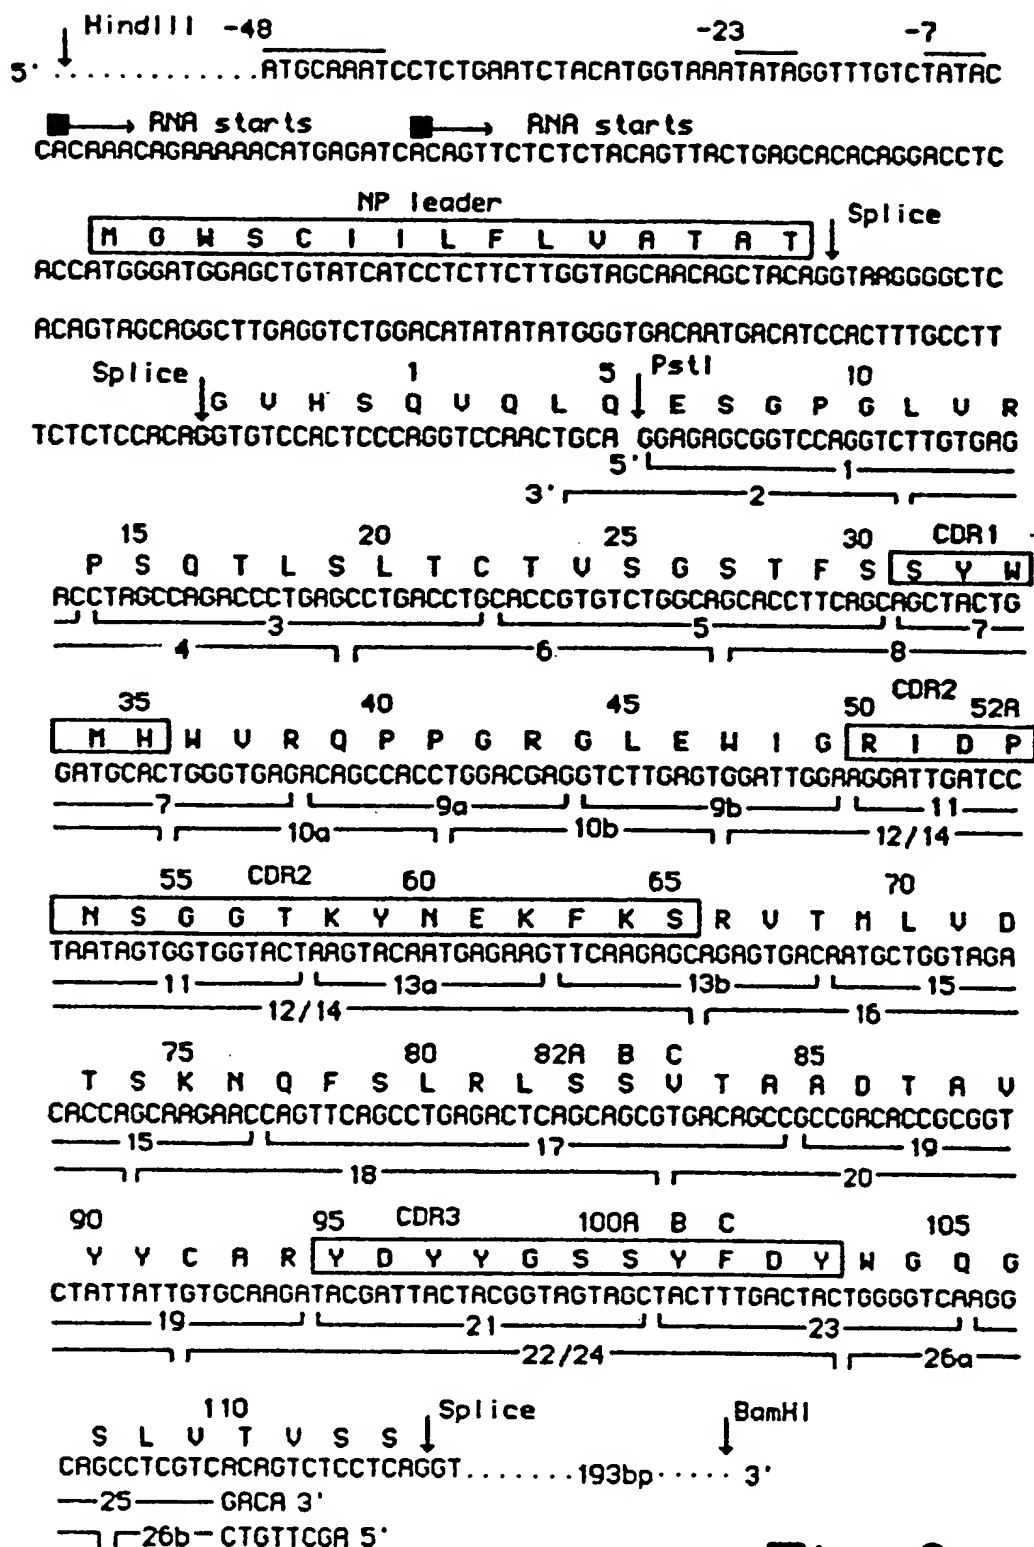 HindIII -48 -23 -7
5' .............ATGCAAATCCTCTGAATCTACATGGTAAATATAGGTTTGTCTATAC
RNA starts RNA starts
CACAAACAGAAAAACATGAGATCACAGTTCTCTCTACAGTTACTGAGCACACAGGACCTC
NP leader Splice
M G W S C I I L F L V A T A T
ACCATGGGATGGAGCTGTATCATCCTCTTCTTGGTAGCAACAGCTACAGGTAAGGGGCTC
ACAGTAGCAGGCTTGAGGTCTGGACATATATATGGGTGACAATGACATCCACTTTGCCTT
Splice 1 5 PstI 10
G V H S Q V Q L Q E S G P G L V R
TCTCTCCACAGGTGTCCACTCCCAGGTCCAACTGCA GGAGAGCGGTCCAGGTCTTGTGAG
5' 1
3' 2
15 20 25 30 CDR1
P S Q T L S L T C T V S G S T F S S Y W
ACCTAGCCAGACCCTGAGCCTGACCTGCACCGTGTCTGGCAGCACCTTCAGCAGCTACTG
3 5 7
4 6 8
35 40 45 50 CDR2 52A
M H W V R Q P P G R G L E W I G R I D P
GATGCACTGGGTGAGACAGCCACCTGGACGAGGTCTTGAGTGGATTGGAAGGATTGATCC
7 9a 9b 11
10a 10b 12/14
55 CDR2 60 65 70
N S G G T K Y N E K F K S R V T M L V D
TAATAGTGGTGGTACTAAGTACAATGAGAAGTTCAAGAGCAGAGTGACAATGCTGGTAGA
11 13a 13b 15
12/14 16
75 80 82A B C 85
T S K N Q F S L R L S S V T A A D T A V
CACCAGCAAGAACCAGTTCAGCCTGAGACTCAGCAGCGTGACAGCCGCCGACACCGCGGT
15 17 19
18 20
90 95 CDR3 100A B C 105
Y Y C A R Y D Y Y G S S Y F D Y W G Q G
CTATTATTGTGCAAGATACGATTACTACGGTAGTAGCTACTTTGACTACTGGGGTCAAGG
19 21 23
22/24 26a
110 Splice BamHI
S L V T V S S
CAGCCTCGTCACAGTCTCCTCAGGT.......193bp..... 3'
25 GACA 3'
26b CTGTTCGA 5'